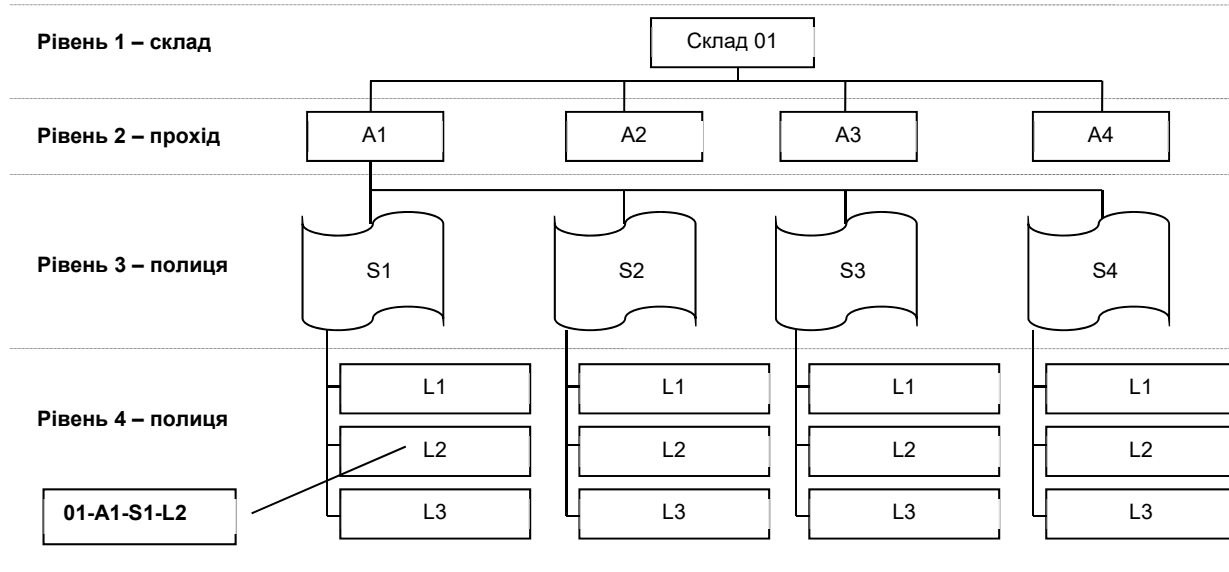 Рівень 1 – склад
Склад 01
Рівень 2 – прохід
A1 A2 A3 A4
Рівень 3 – полиця
S1 S2 S3 S4
L1 L1 L1 L1
Рівень 4 – полиця
L2 L2 L2 L2
01-A1-S1-L2
L3 L3 L3 L3